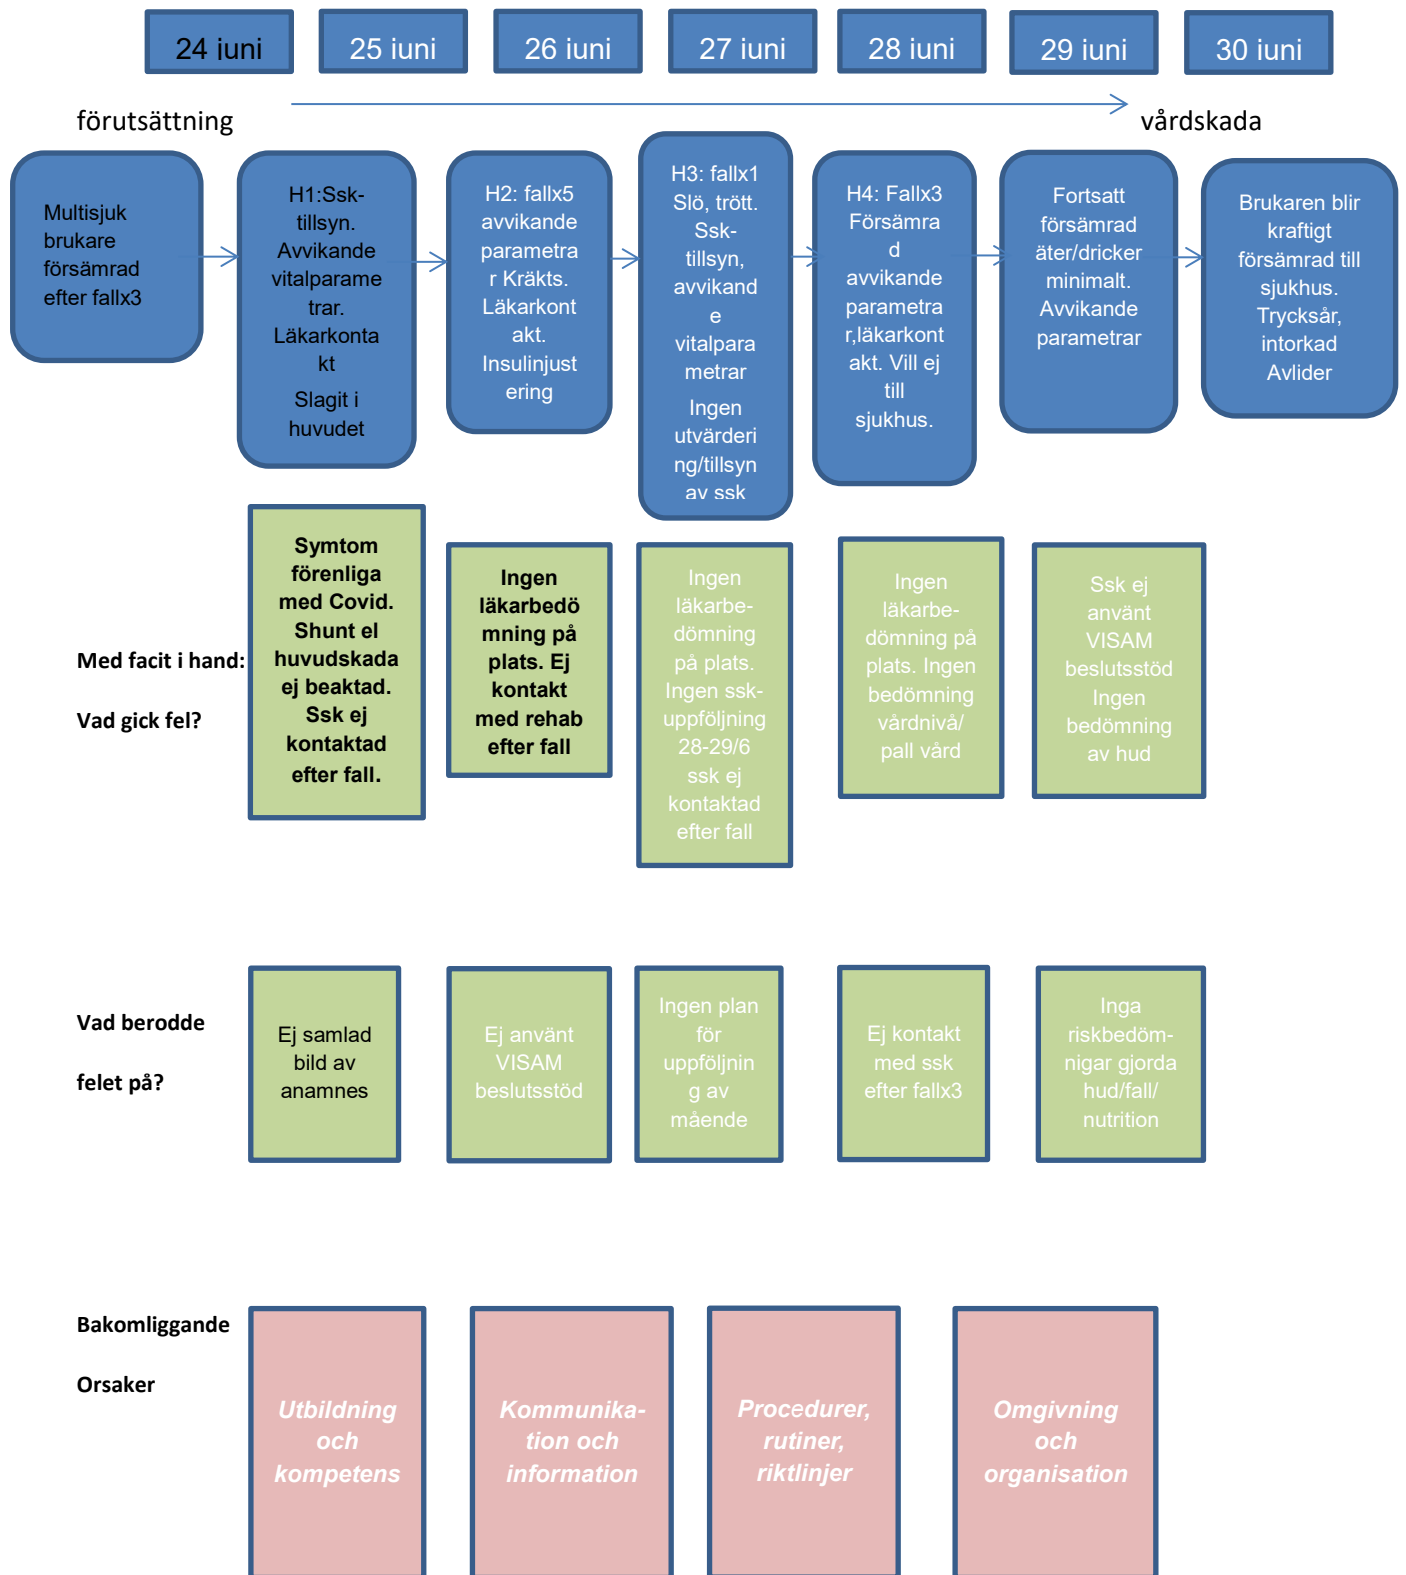 24 juni
25 juni
26 juni
27 juni
28 juni
29 juni
30 juni
förutsättning
vårdskada
Multisjuk
brukare
försämrad
efter fallx3
H1:Ssk-
tillsyn.
Avvikande
vitalparame
trar.
Läkarkonta
kt
Slagit i
huvudet
H2: fallx5
avvikande
parametra
r Kräkts.
Läkarkont
akt.
Insulinjust
ering
H3: fallx1
Slö, trött.
Ssk-
tillsyn,
avvikand
e
vitalpara
metrar
Ingen
utvärderi
ng/tillsyn
av ssk
H4: Fallx3
Försämra
d
avvikande
parametra
r,läkarkont
akt. Vill ej
till
sjukhus.
Fortsatt
försämrad
äter/dricker
minimalt.
Avvikande
parametrar
Brukaren blir
kraftigt
försämrad till
sjukhus.
Trycksår,
intorkad
Avlider
Med facit i hand:
Vad gick fel?
Symtom
förenliga
med Covid.
Shunt el
huvudskada
ej beaktad.
Ssk ej
kontaktad
efter fall.
Ingen
läkarbedö
mning på
plats. Ej
kontakt
med rehab
efter fall
Ingen
läkarbe-
dömning
på plats.
Ingen ssk-
uppföljning
28-29/6
ssk ej
kontaktad
efter fall
Ingen
läkarbe-
dömning på
plats. Ingen
bedömning
vårdnivå/
pall vård
Ssk ej
använt
VISAM
beslutsstöd
Ingen
bedömning
av hud
Vad berodde
felet på?
Ej samlad
bild av
anamnes
Ej använt
VISAM
beslutsstöd
Ingen plan
för
uppföljnin
g av
mående
Ej kontakt
med ssk
efter fallx3
Inga
riskbedöm-
nigar gjorda
hud/fall/
nutrition
Bakomliggande
Orsaker
Utbildning
och
kompetens
Kommunika-
tion och
information
Procedurer,
rutiner,
riktlinjer
Omgivning
och
organisation